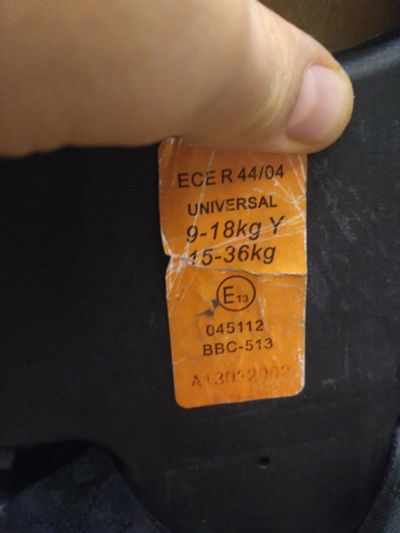 ECE R 44/04
UNIVERSAL
9-18kg Y
15-36kg
E13
045112
BBC-513